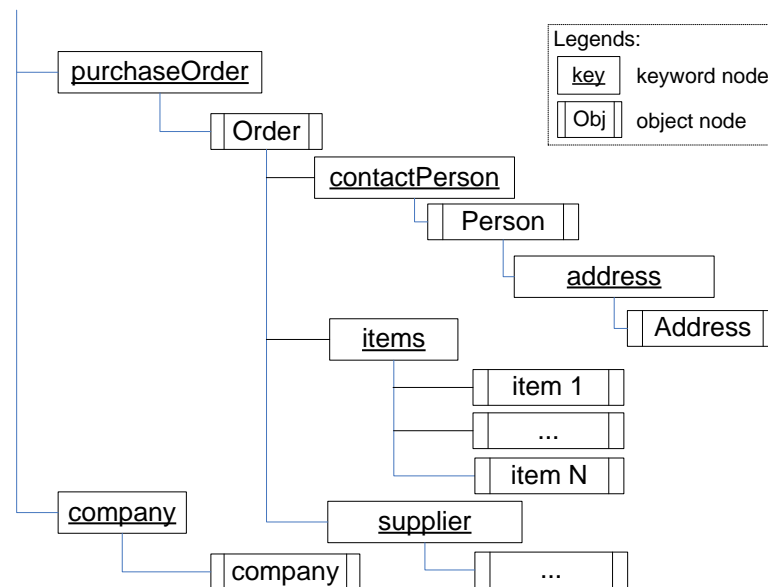 Legends:
key keyword node
Obj object node
purchaseOrder
Order
contactPerson
Person
address
Address
items
item 1
...
item N
company
supplier
company
...